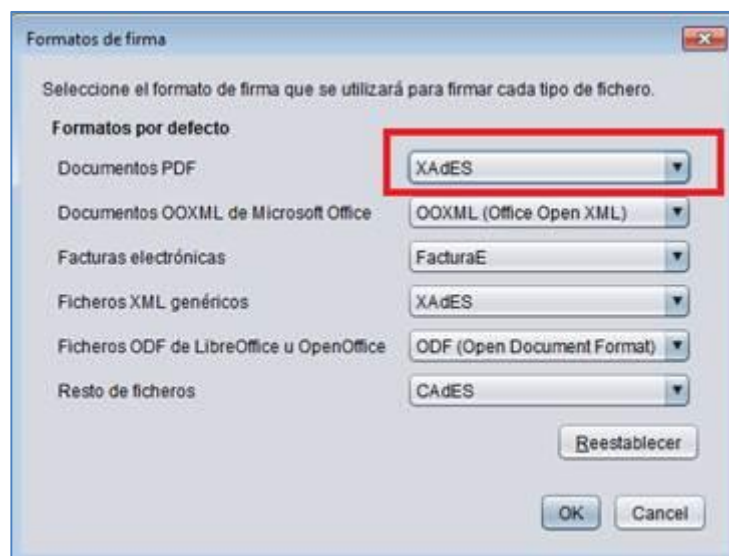 Formatos de firma
Seleccione el formato de firma que se utilizará para firmar cada tipo de fichero.
Formatos por defecto
Documentos PDF XAdES
Documentos OOXML de Microsoft Office OOXML (Office Open XML)
Facturas electrónicas FacturaE
Ficheros XML genéricos XAdES
Ficheros ODF de LibreOffice u OpenOffice ODF (Open Document Format)
Resto de ficheros CAdES
Reestablecer
OK Cancel